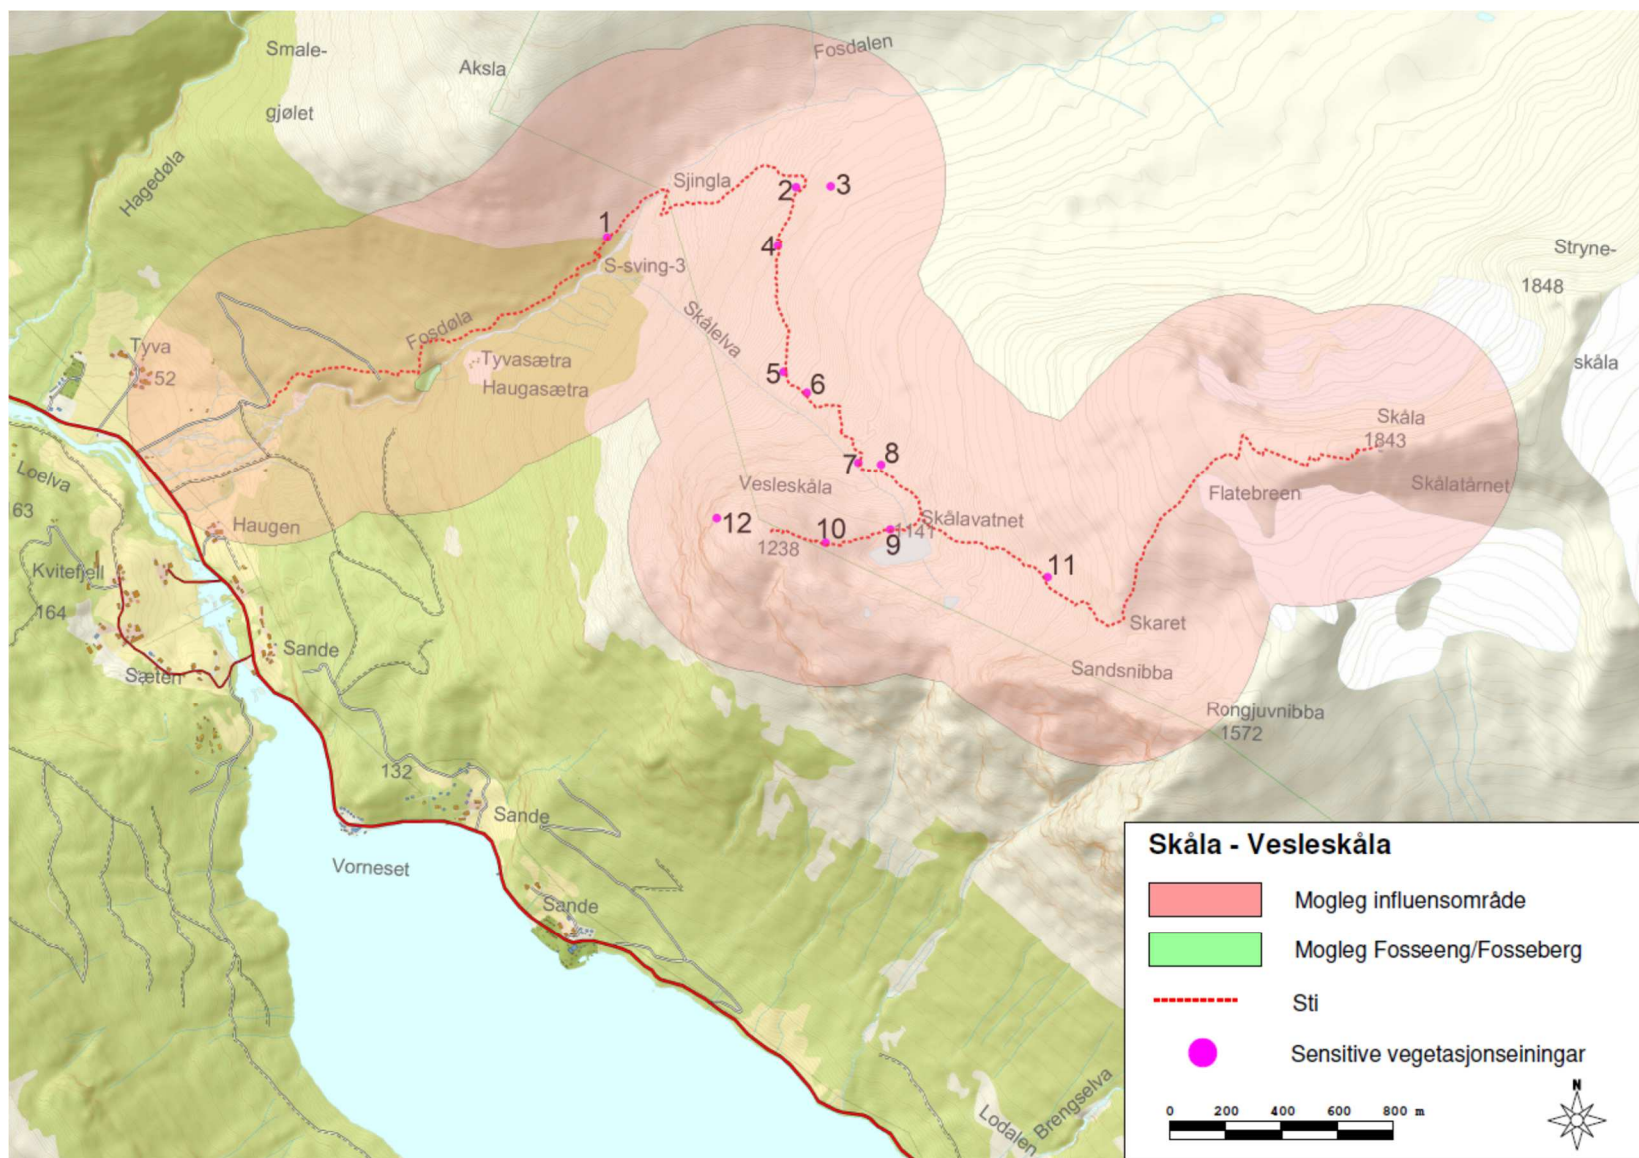 Smale-
gjølet
Aksla
Fosdalen
Hagedøla
Sjingla
2
3
1
4
S-sving-3
Stryne-
1848
Skålelva
Fosdøla
Tyva
52
Tyvasætra
Haugasætra
5
6
skåla
Skåla
1843
7
8
Loelva
63
Vesleskåla
Flatebreen
Skålatårnet
Haugen
12
10
1238
9
1141
Skålavatnet
Kvitefjell
164
11
Skaret
Sande
Sæten
Sandsnibba
Rongjuvnibba
1572
132
Sande
Vorneset
Sande
Lodalen
Brengselva
Skåla - Vesleskåla
Mogleg influensområde
Mogleg Fosseeng/Fosseberg
Sti
Sensitive vegetasjonseiningar
0 200 400 600 800 m
N